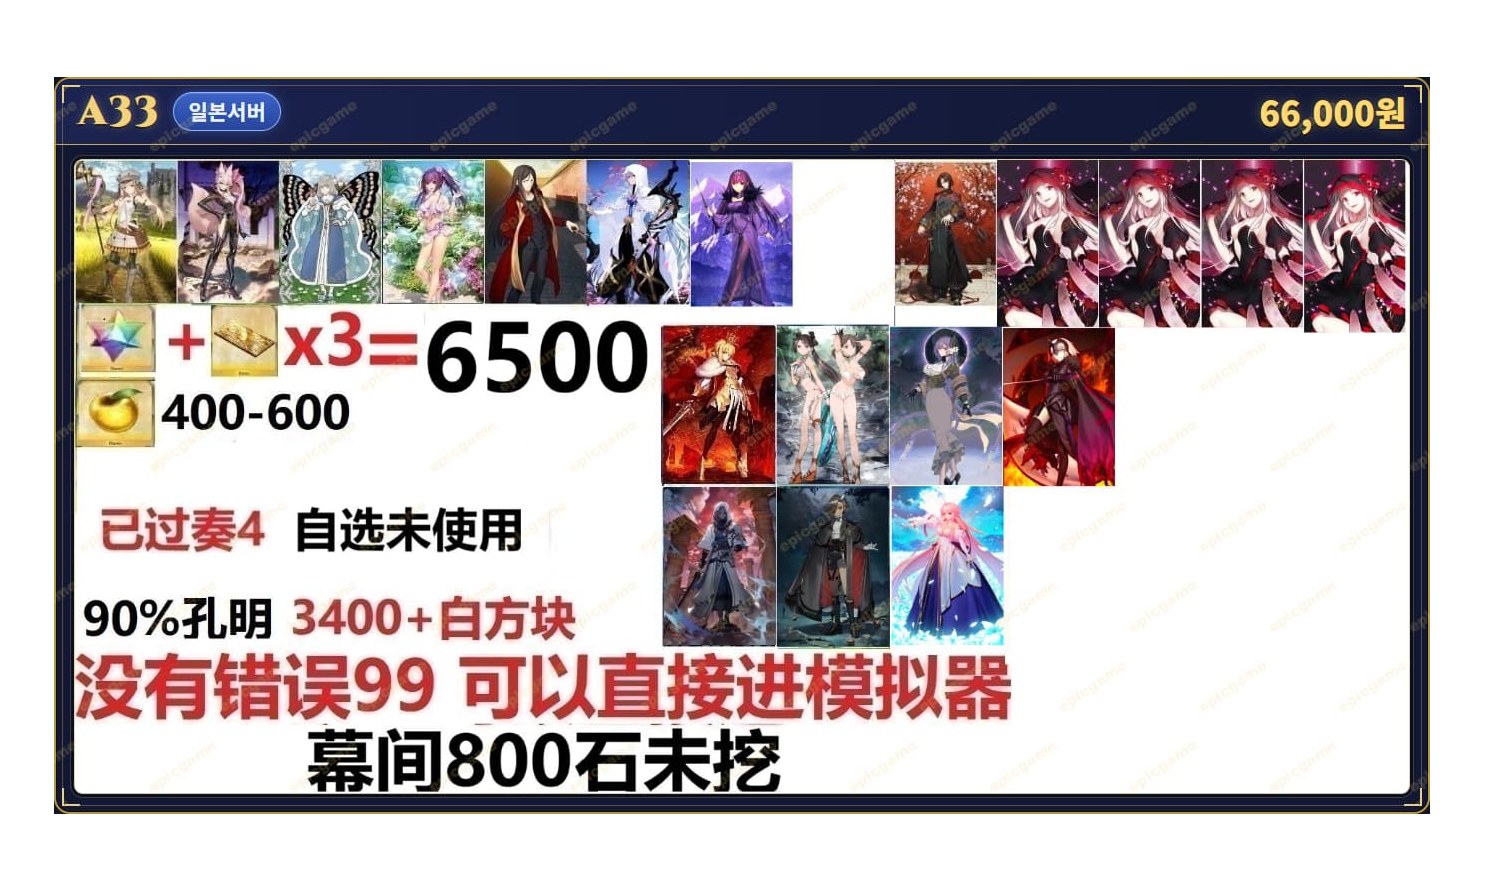 A33 일본서버 66,000원
+ x3=6500
400-600
已过奏4 自选未使用
90%孔明 3400+白方块
没有错误99 可以直接进模拟器
幕间800石未挖
epicgame